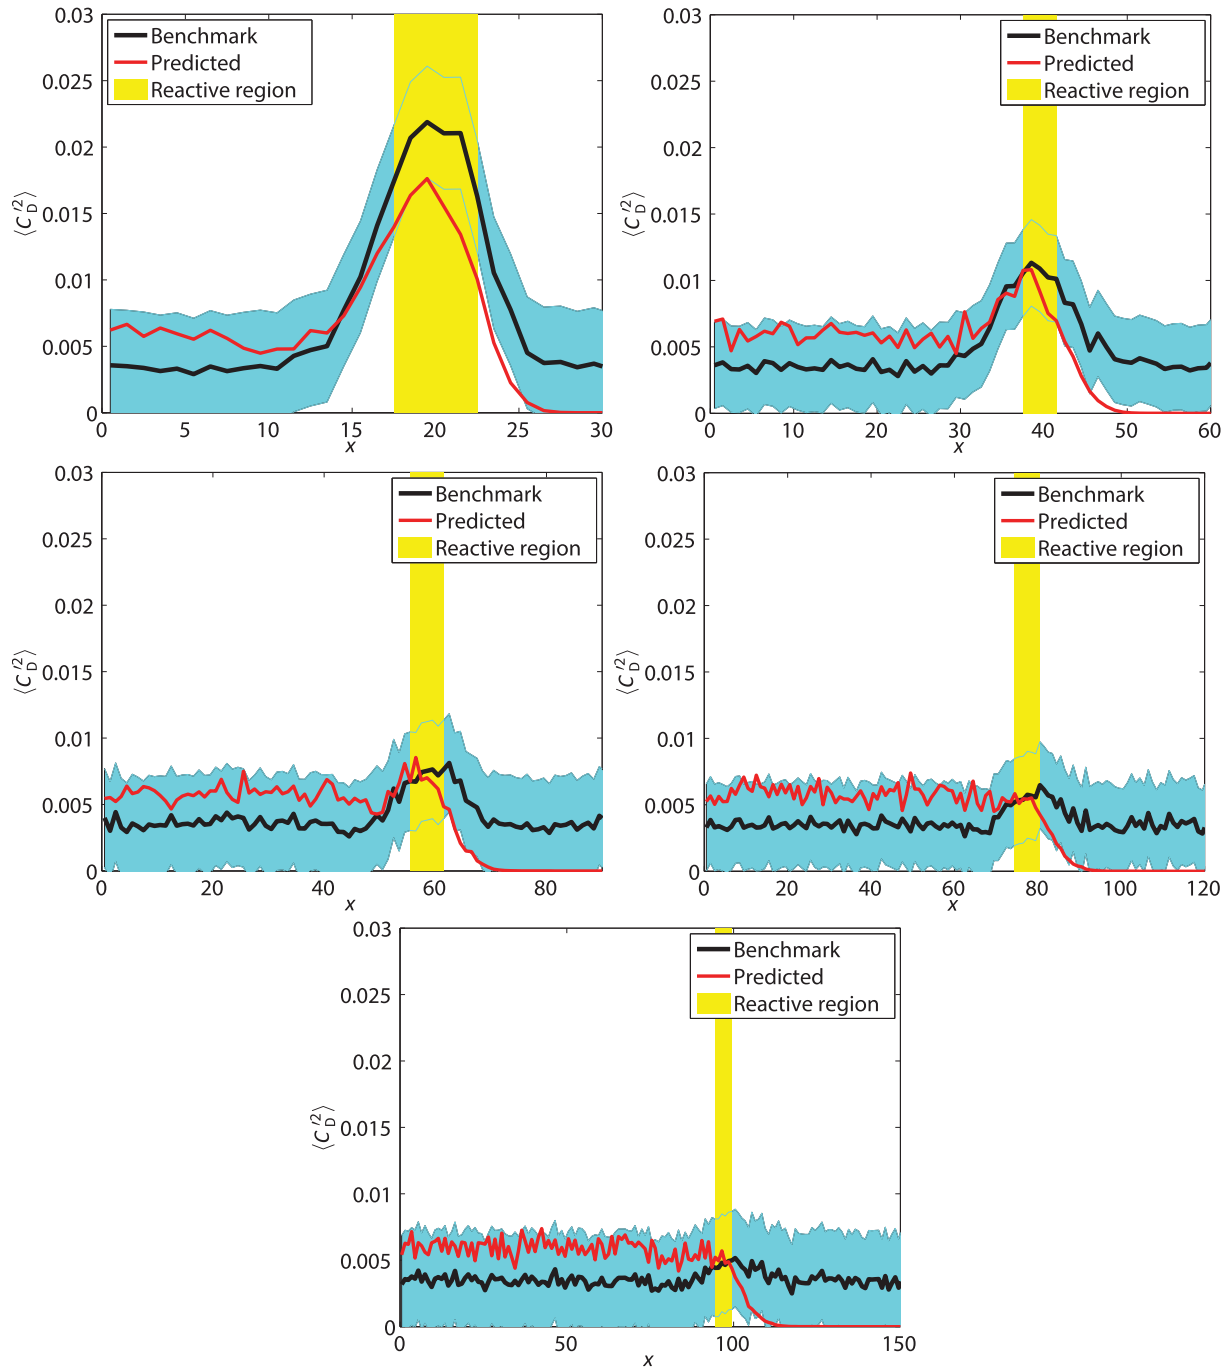 0.03
0.025
0.02
0.015
0.01
0.005
0
⟨C′²_D⟩
Benchmark
Predicted
Reactive region
0 5 10 15 20 25 30
x
0.03
0.025
0.02
0.015
0.01
0.005
0
⟨C′²_D⟩
Benchmark
Predicted
Reactive region
0 10 20 30 40 50 60
x
0.03
0.025
0.02
0.015
0.01
0.005
0
⟨C′²_D⟩
Benchmark
Predicted
Reactive region
0 20 40 60 80
x
0.03
0.025
0.02
0.015
0.01
0.005
0
⟨C′²_D⟩
Benchmark
Predicted
Reactive region
0 20 40 60 80 100 120
x
0.03
0.025
0.02
0.015
0.01
0.005
0
⟨C′²_D⟩
Benchmark
Predicted
Reactive region
0 50 100 150
x